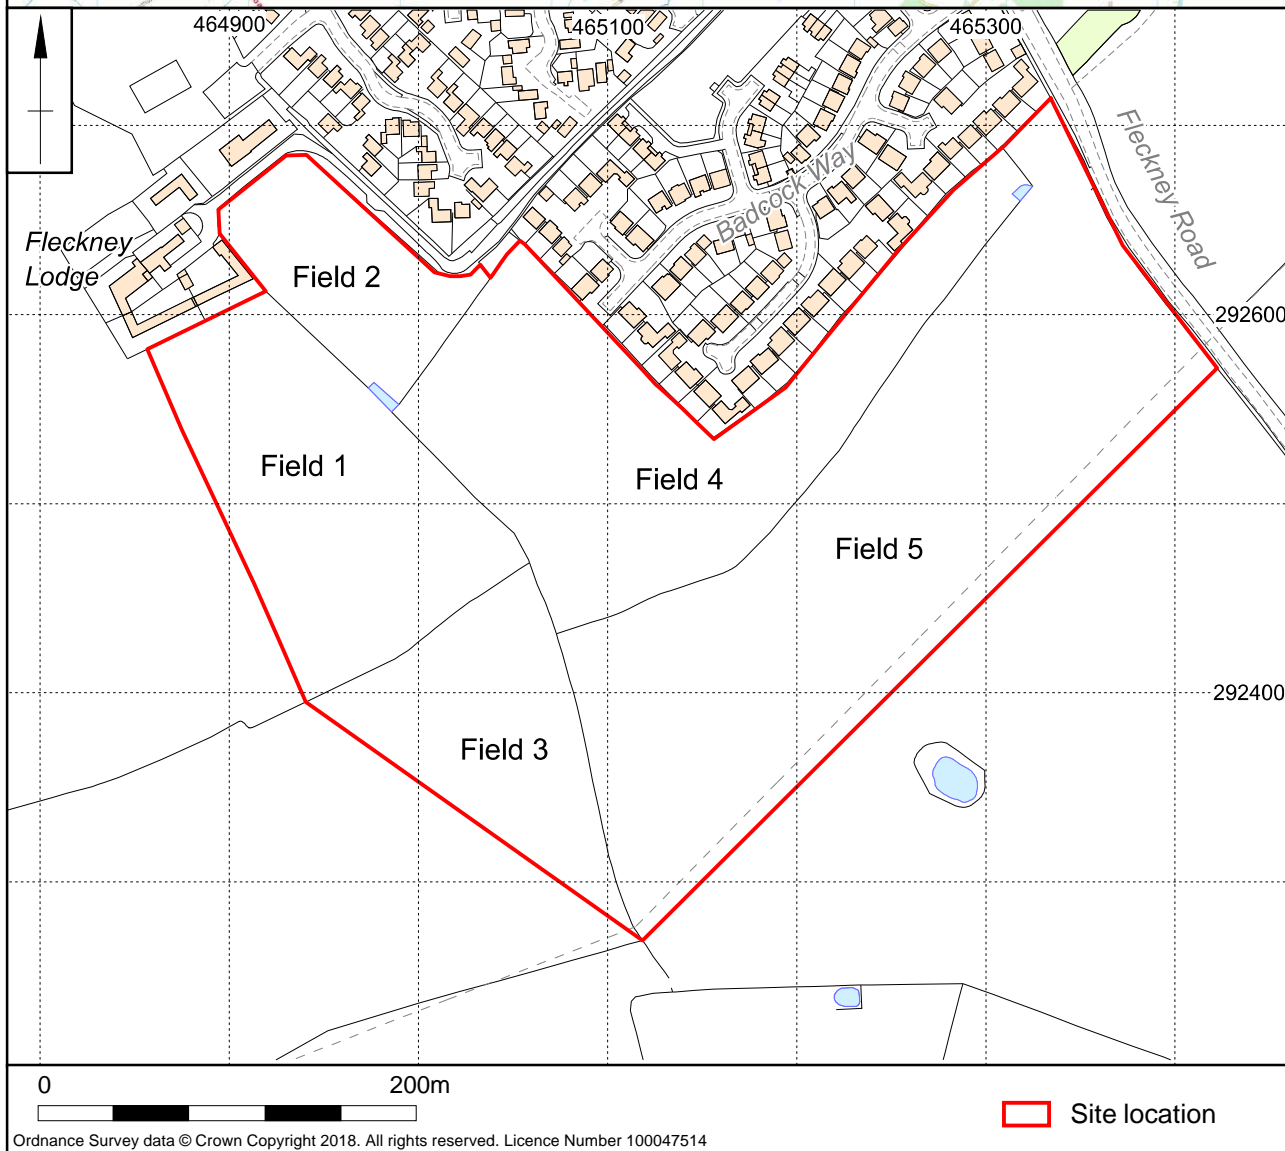 464900
465100
465300
Fleckney Road
Badcock Way
Fleckney
Lodge
Field 2
292600
Field 1
Field 4
Field 5
292400
Field 3
0
200m
Site location
Ordnance Survey data © Crown Copyright 2018. All rights reserved. Licence Number 100047514